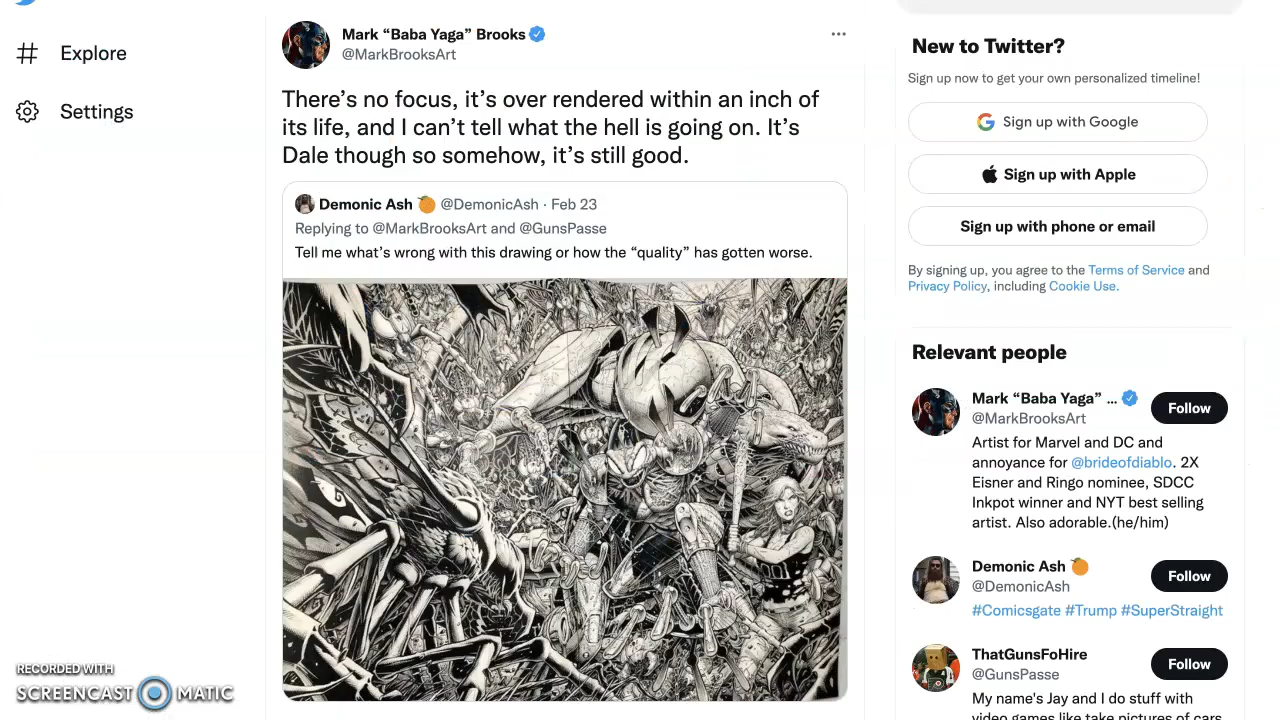 Explore
Settings
Mark “Baba Yaga” Brooks
@MarkBrooksArt
There’s no focus, it’s over rendered within an inch of
its life, and I can’t tell what the hell is going on. It’s
Dale though so somehow, it’s still good.
Demonic Ash 🍊 @DemonicAsh · Feb 23
Replying to @MarkBrooksArt and @GunsPasse
Tell me what’s wrong with this drawing or how the “quality” has gotten worse.
New to Twitter?
Sign up now to get your own personalized timeline!
Sign up with Google
Sign up with Apple
Sign up with phone or email
By signing up, you agree to the Terms of Service and
Privacy Policy, including Cookie Use.
Relevant people
Mark “Baba Yaga” ...
@MarkBrooksArt
Follow
Artist for Marvel and DC and
annoyance for @brideofdiablo. 2X
Eisner and Ringo nominee, SDCC
Inkpot winner and NYT best selling
artist. Also adorable.(he/him)
Demonic Ash 🍊
@DemonicAsh
Follow
#Comicsgate #Trump #SuperStraight
ThatGunsFoHire
@GunsPasse
Follow
My name's Jay and I do stuff with
video games like take pictures of cars
RECORDED WITH
SCREENCAST MATIC